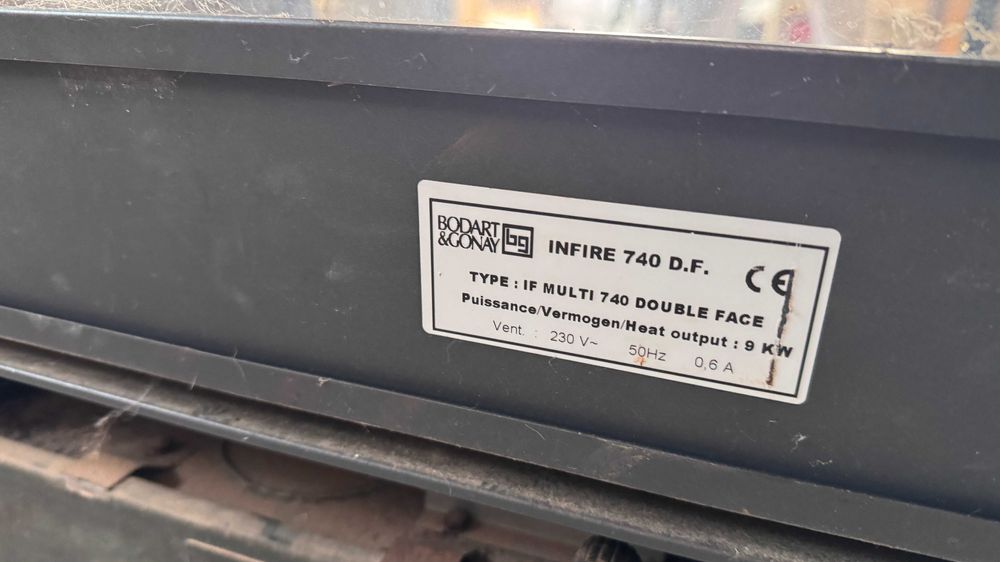 BODART
&GONAY bg INFIRE 740 D.F. CE
TYPE : IF MULTI 740 DOUBLE FACE
Puissance/Vermogen/Heat output : 9 KW
Vent. : 230 V~ 50Hz 0,6 A